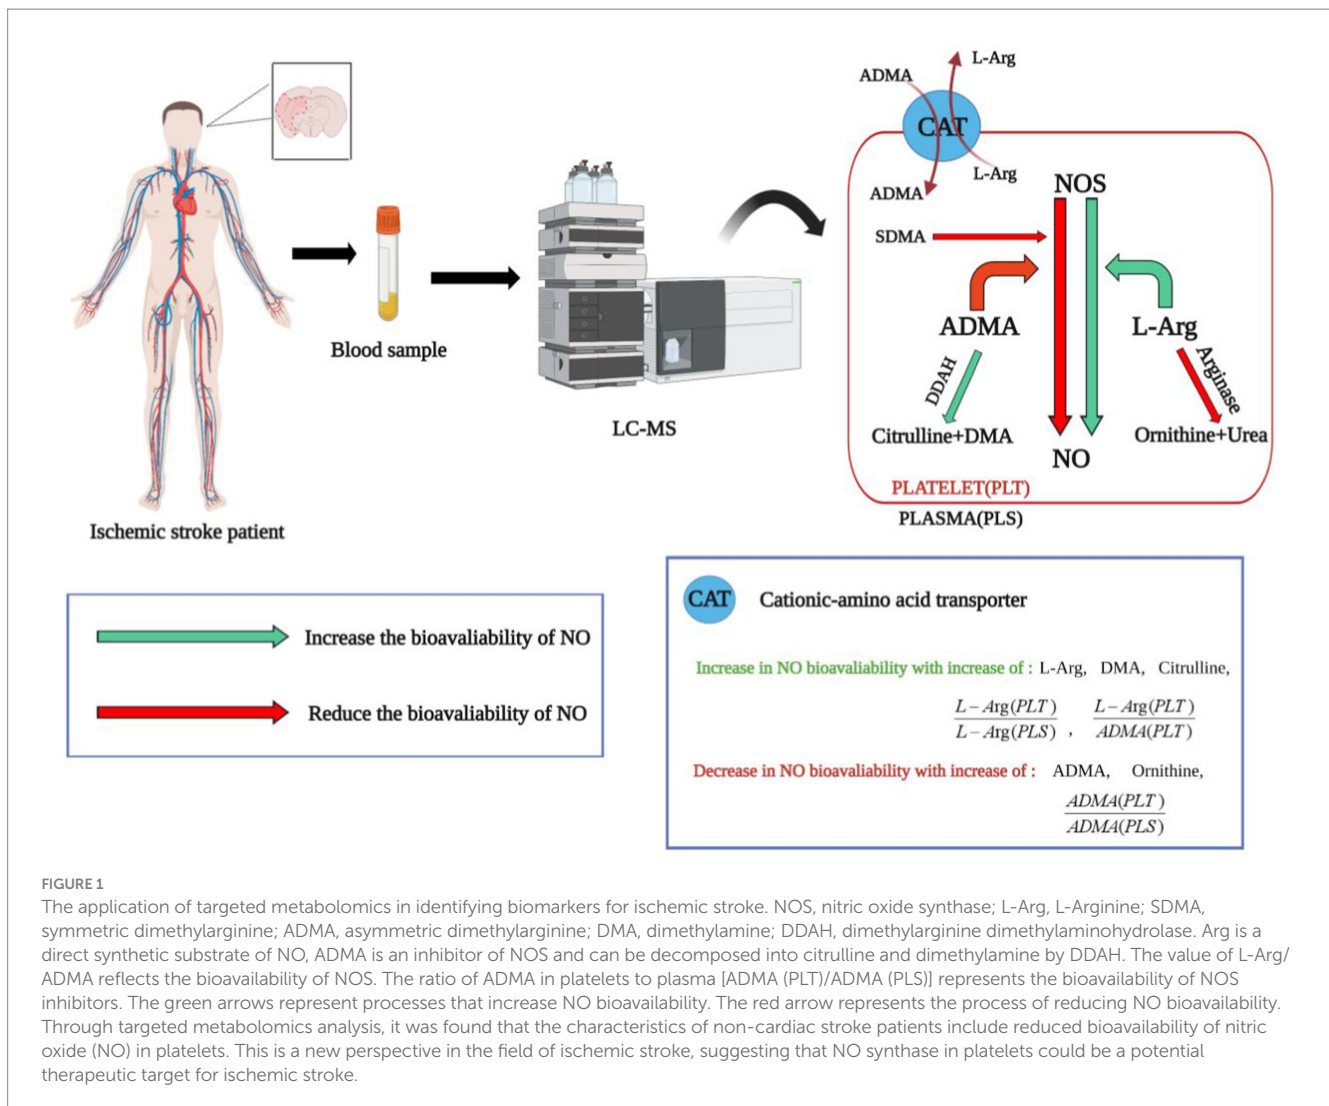 ADMA
L-Arg
CAT
ADMA
L-Arg
NOS
SDMA
ADMA
L-Arg
DDAH
Arginase
Citrulline+DMA
Ornithine+Urea
NO
PLATELET(PLT)
PLASMA(PLS)
Blood sample
LC-MS
Ischemic stroke patient
Increase the bioavaliability of NO
Reduce the bioavaliability of NO
CAT Cationic-amino acid transporter
Increase in NO bioavaliability with increase of : L-Arg, DMA, Citrulline,
L-Arg(PLT) / L-Arg(PLS) , L-Arg(PLT) / ADMA(PLT)
Decrease in NO bioavaliability with increase of : ADMA, Ornithine,
ADMA(PLT) / ADMA(PLS)
FIGURE 1
The application of targeted metabolomics in identifying biomarkers for ischemic stroke. NOS, nitric oxide synthase; L-Arg, L-Arginine; SDMA,
symmetric dimethylarginine; ADMA, asymmetric dimethylarginine; DMA, dimethylamine; DDAH, dimethylarginine dimethylaminohydrolase. Arg is a
direct synthetic substrate of NO, ADMA is an inhibitor of NOS and can be decomposed into citrulline and dimethylamine by DDAH. The value of L-Arg/
ADMA reflects the bioavailability of NOS. The ratio of ADMA in platelets to plasma [ADMA (PLT)/ADMA (PLS)] represents the bioavailability of NOS
inhibitors. The green arrows represent processes that increase NO bioavailability. The red arrow represents the process of reducing NO bioavailability.
Through targeted metabolomics analysis, it was found that the characteristics of non-cardiac stroke patients include reduced bioavailability of nitric
oxide (NO) in platelets. This is a new perspective in the field of ischemic stroke, suggesting that NO synthase in platelets could be a potential
therapeutic target for ischemic stroke.